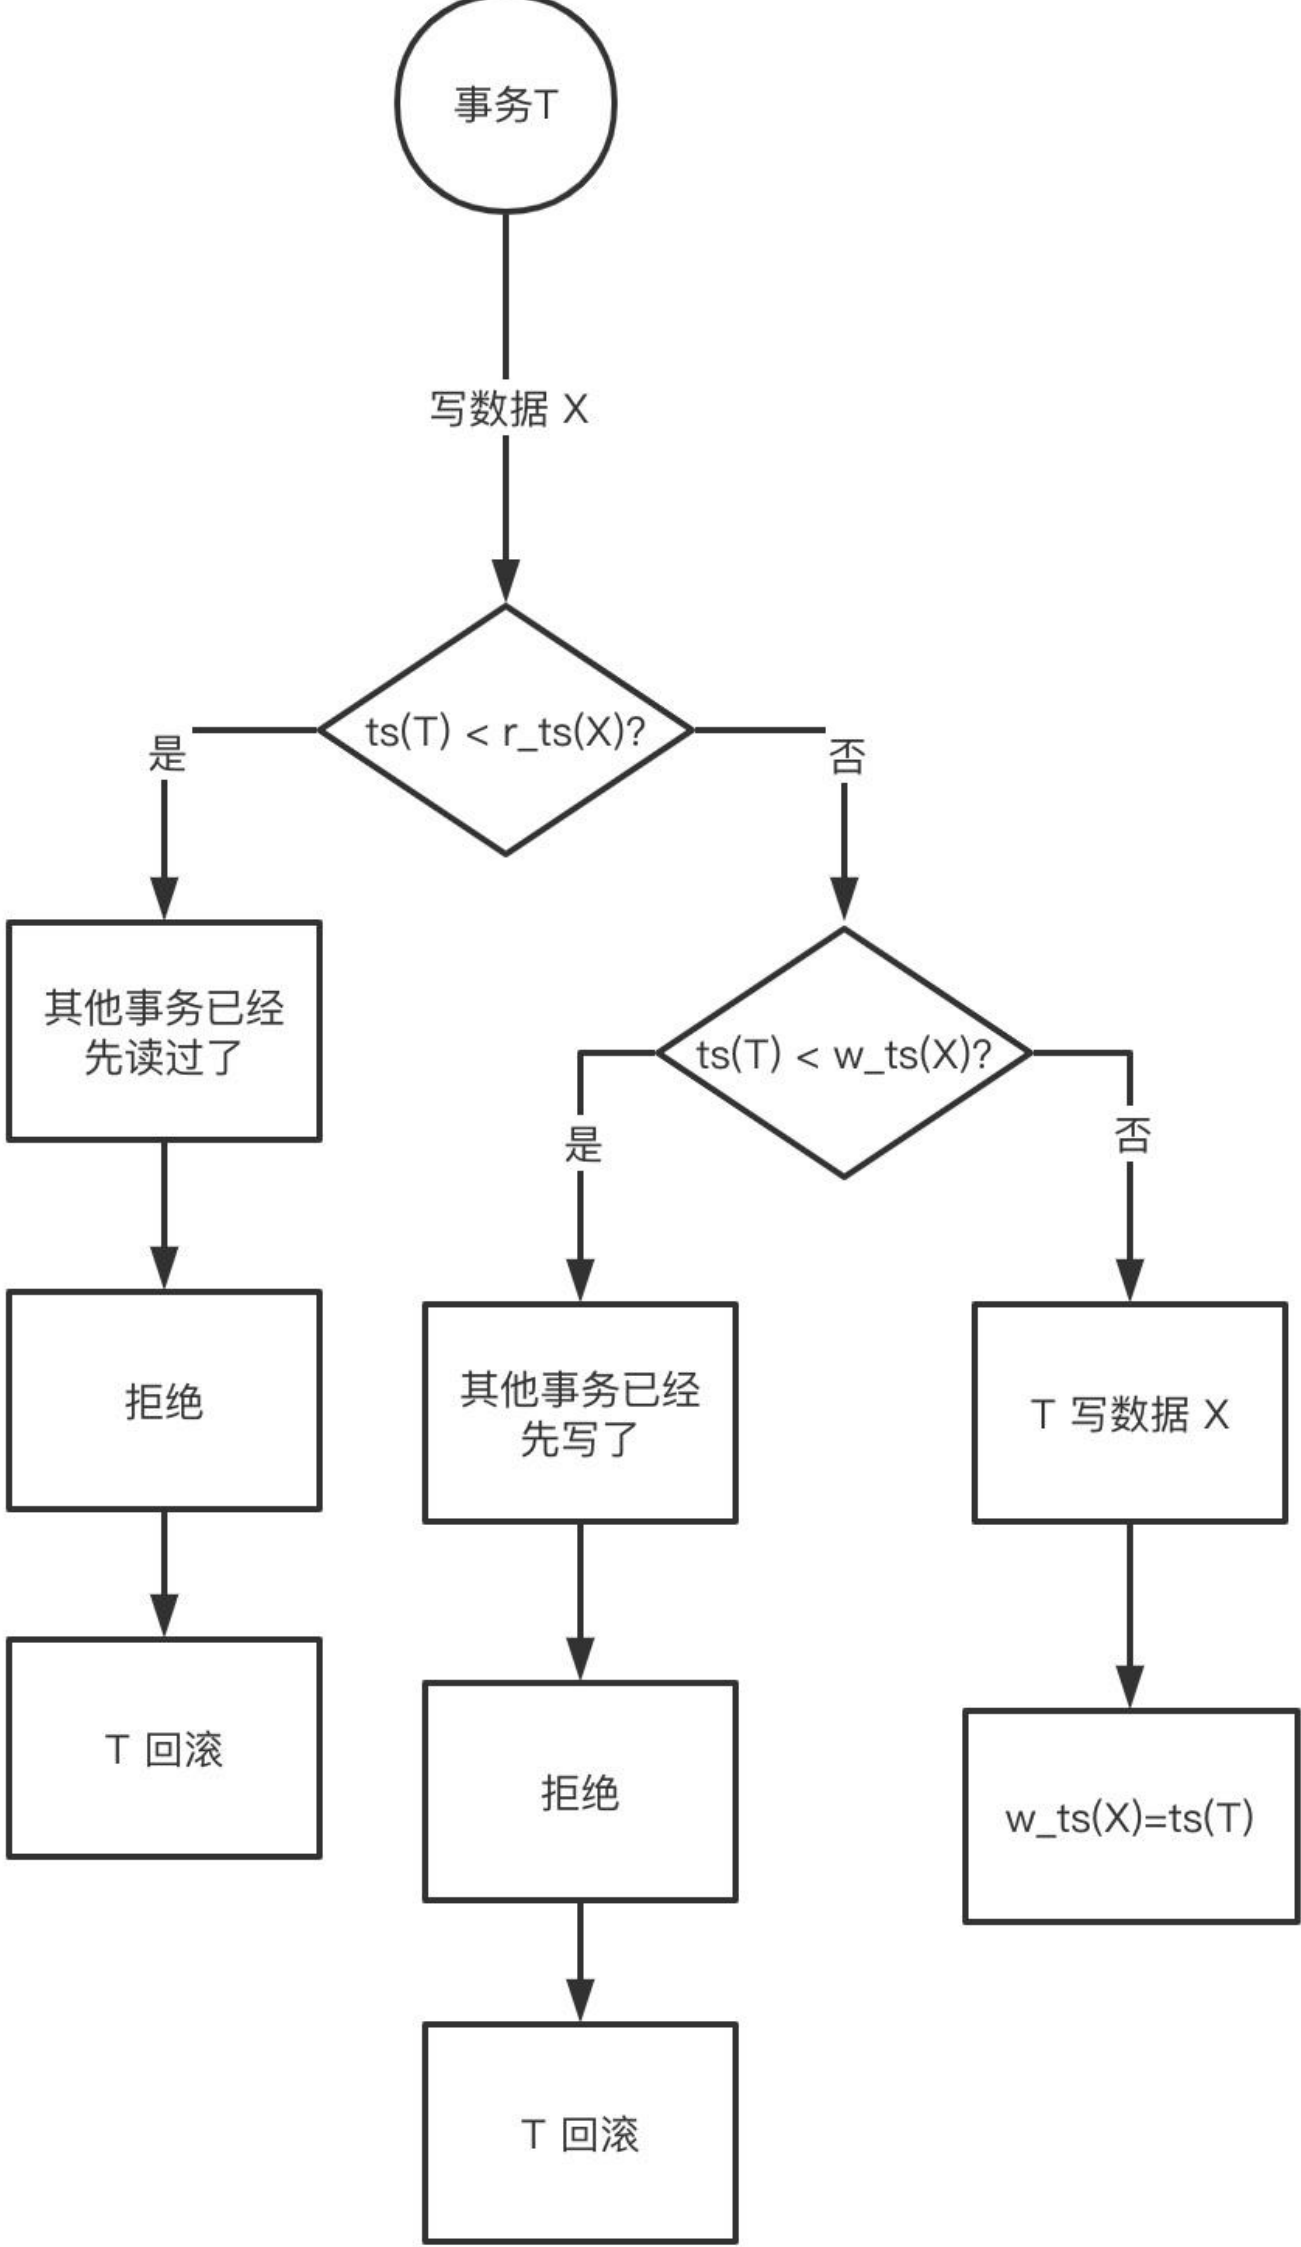 事务T
写数据 X
ts(T) < r_ts(X)?
是
否
其他事务已经
先读过了
ts(T) < w_ts(X)?
是
否
拒绝
其他事务已经
先写了
T 写数据 X
T 回滚
拒绝
w_ts(X)=ts(T)
T 回滚